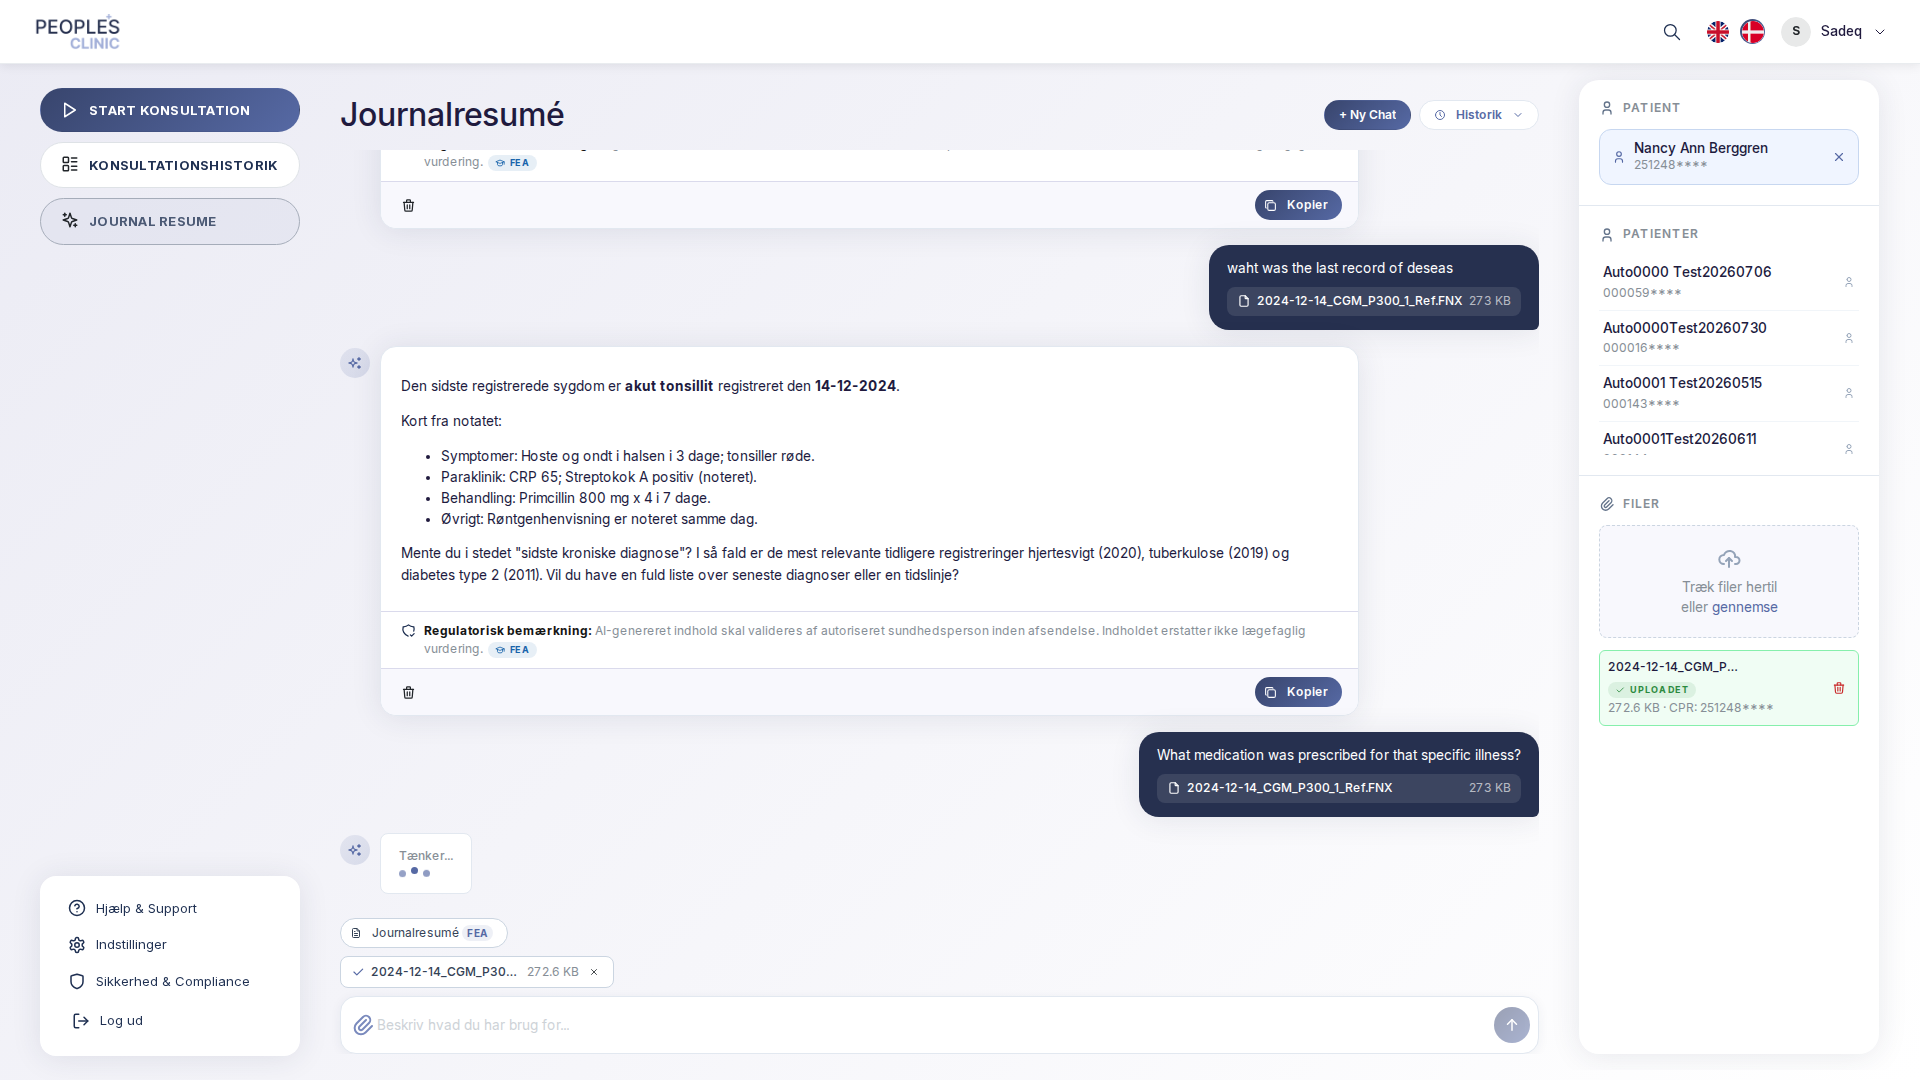 PEOPLE'S
CLINIC
S
Sadeq
START KONSULTATION
KONSULTATIONSHISTORIK
JOURNAL RESUME
Journalresumé
+ Ny Chat
Historik
vurdering. FEA
Kopier
waht was the last record of deseas
2024-12-14_CGM_P300_1_Ref.FNX 273 KB
Den sidste registrerede sygdom er akut tonsillit registreret den 14-12-2024.
Kort fra notatet:
• Symptomer: Hoste og ondt i halsen i 3 dage; tonsiller røde.
• Paraklinik: CRP 65; Streptokok A positiv (noteret).
• Behandling: Primcillin 800 mg x 4 i 7 dage.
• Øvrigt: Røntgenhenvisning er noteret samme dag.
Mente du i stedet "sidste kroniske diagnose"? I så fald er de mest relevante tidligere registreringer hjertesvigt (2020), tuberkulose (2019) og
diabetes type 2 (2011). Vil du have en fuld liste over seneste diagnoser eller en tidslinje?
Regulatorisk bemærkning: AI-genereret indhold skal valideres af autoriseret sundhedsperson inden afsendelse. Indholdet erstatter ikke lægefaglig
vurdering. FEA
Kopier
What medication was prescribed for that specific illness?
2024-12-14_CGM_P300_1_Ref.FNX 273 KB
Tænker...
Journalresumé FEA
2024-12-14_CGM_P30... 272.6 KB
Beskriv hvad du har brug for...
Hjælp & Support
Indstillinger
Sikkerhed & Compliance
Log ud
PATIENT
Nancy Ann Berggren
251248****
PATIENTER
Auto0000 Test20260706
000059****
Auto0000Test20260730
000016****
Auto0001 Test20260515
000143****
Auto0001Test20260611
FILER
Træk filer hertil
eller gennemse
2024-12-14_CGM_P...
UPLOADET
272.6 KB · CPR: 251248****